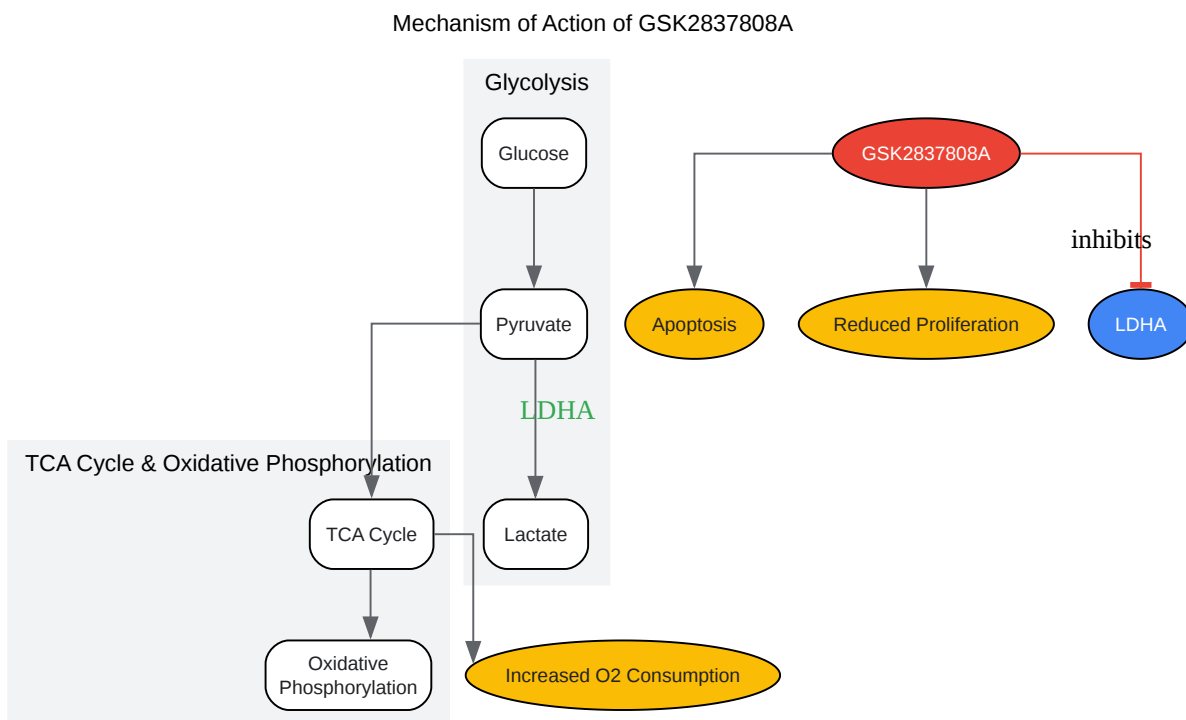 Mechanism of Action of GSK2837808A
Glycolysis
Glucose
GSK2837808A
inhibits
Pyruvate
Apoptosis
Reduced Proliferation
LDHA
LDHA
TCA Cycle & Oxidative Phosphorylation
TCA Cycle
Lactate
Oxidative
Phosphorylation
Increased O2 Consumption